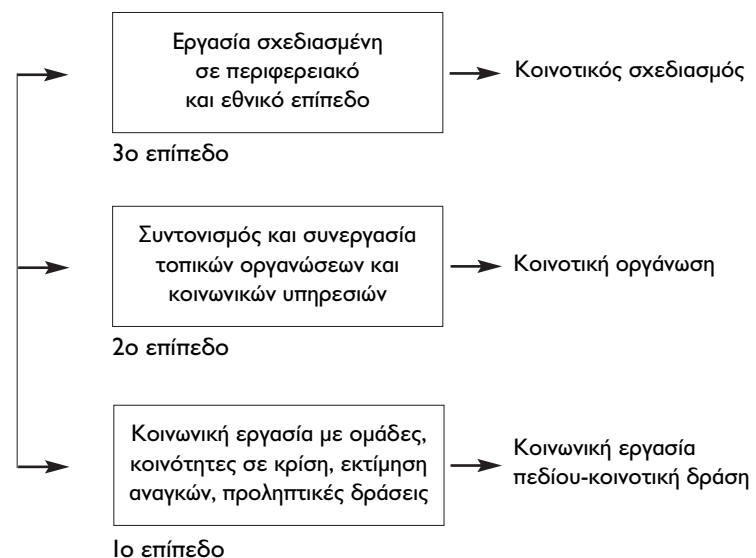 Εργασία σχεδιασμένη
σε περιφερειακό
και εθνικό επίπεδο
Κοινοτικός σχεδιασμός
3ο επίπεδο
Συντονισμός και συνεργασία
τοπικών οργανώσεων και
κοινωνικών υπηρεσιών
Κοινοτική οργάνωση
2ο επίπεδο
Κοινωνική εργασία με ομάδες,
κοινότητες σε κρίση, εκτίμηση
αναγκών, προληπτικές δράσεις
Κοινωνική εργασία
πεδίου-κοινοτική δράση
1ο επίπεδο